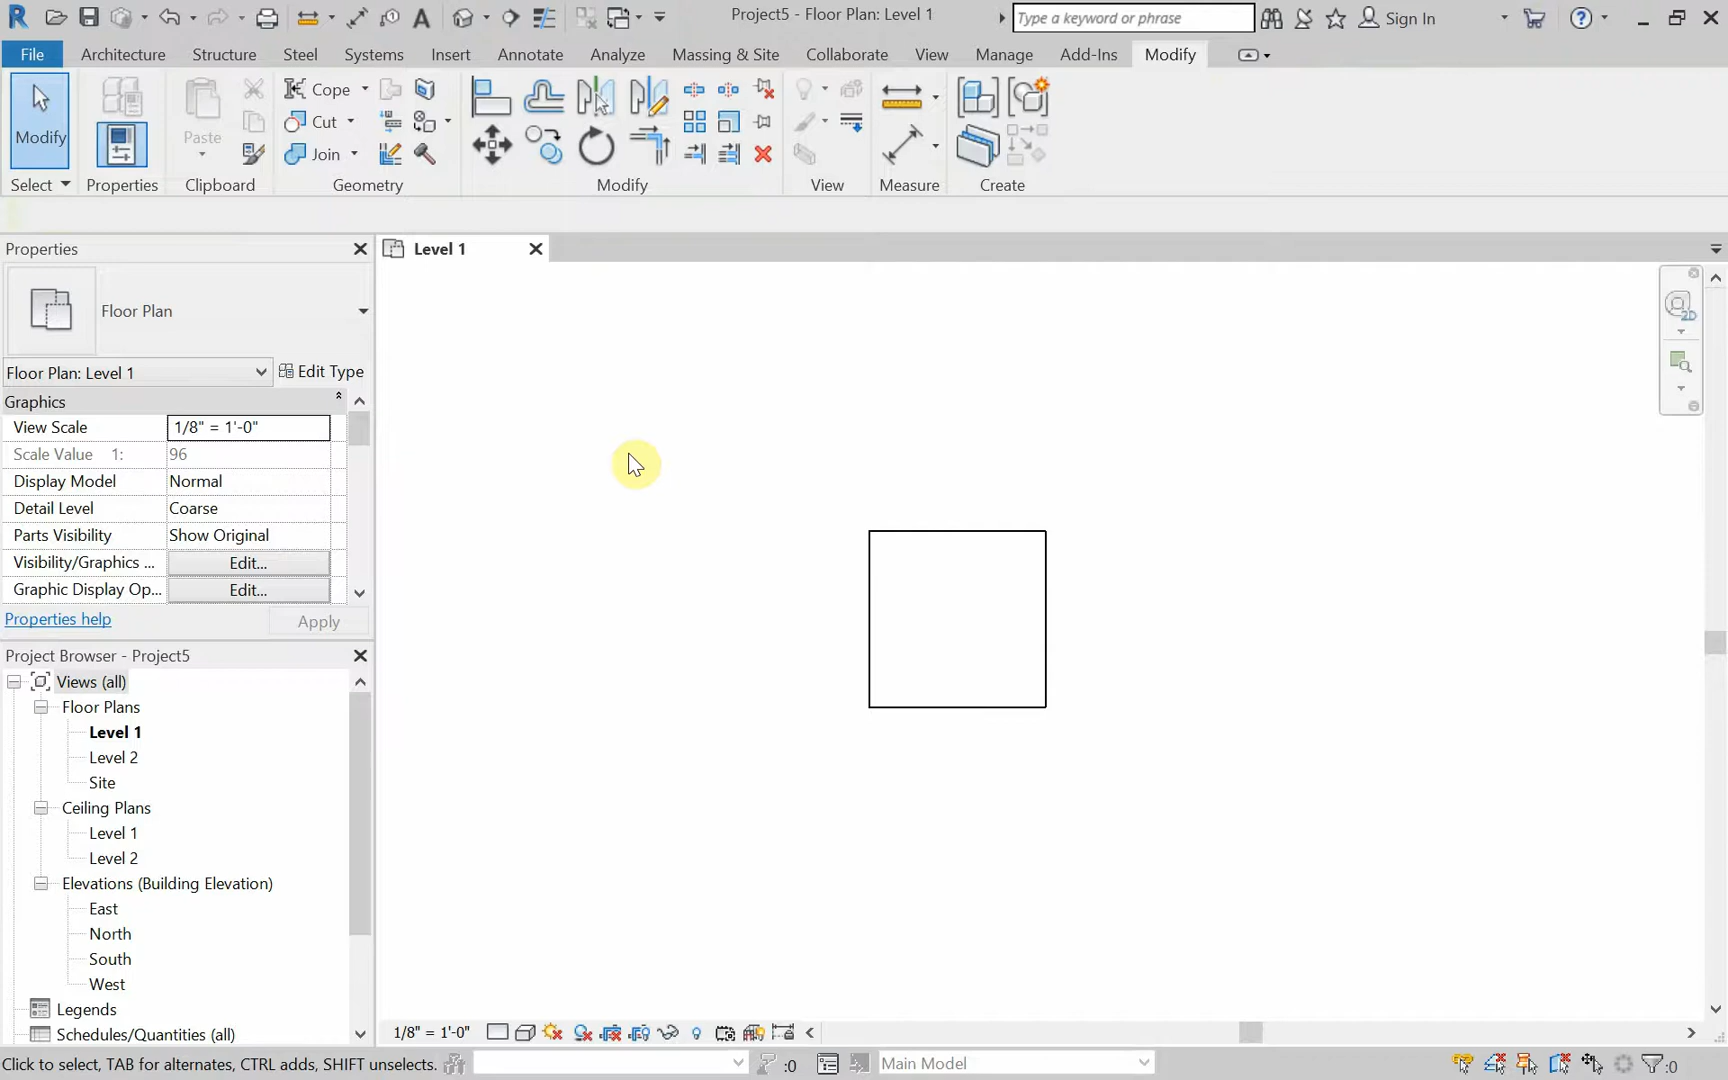 Project5 - Floor Plan: Level 1
Type a keyword or phrase
Sign In
File Architecture Structure Steel Systems Insert Annotate Analyze Massing & Site Collaborate View Manage Add-Ins Modify
Modify
Paste
Cope
Cut
Join
Select Properties Clipboard Geometry Modify View Measure Create
Properties
Level 1
Floor Plan
2D
Floor Plan: Level 1
Edit Type
Graphics
View Scale 1/8" = 1'-0"
Scale Value 1: 96
Display Model Normal
Detail Level Coarse
Parts Visibility Show Original
Visibility/Graphics ... Edit...
Graphic Display Op... Edit...
Properties help
Apply
Project Browser - Project5
Views (all)
Floor Plans
Level 1
Level 2
Site
Ceiling Plans
Level 1
Level 2
Elevations (Building Elevation)
East
North
South
West
Legends
Schedules/Quantities (all)
1/8" = 1'-0"
Click to select, TAB for alternates, CTRL adds, SHIFT unselects.
:0
Main Model
:0